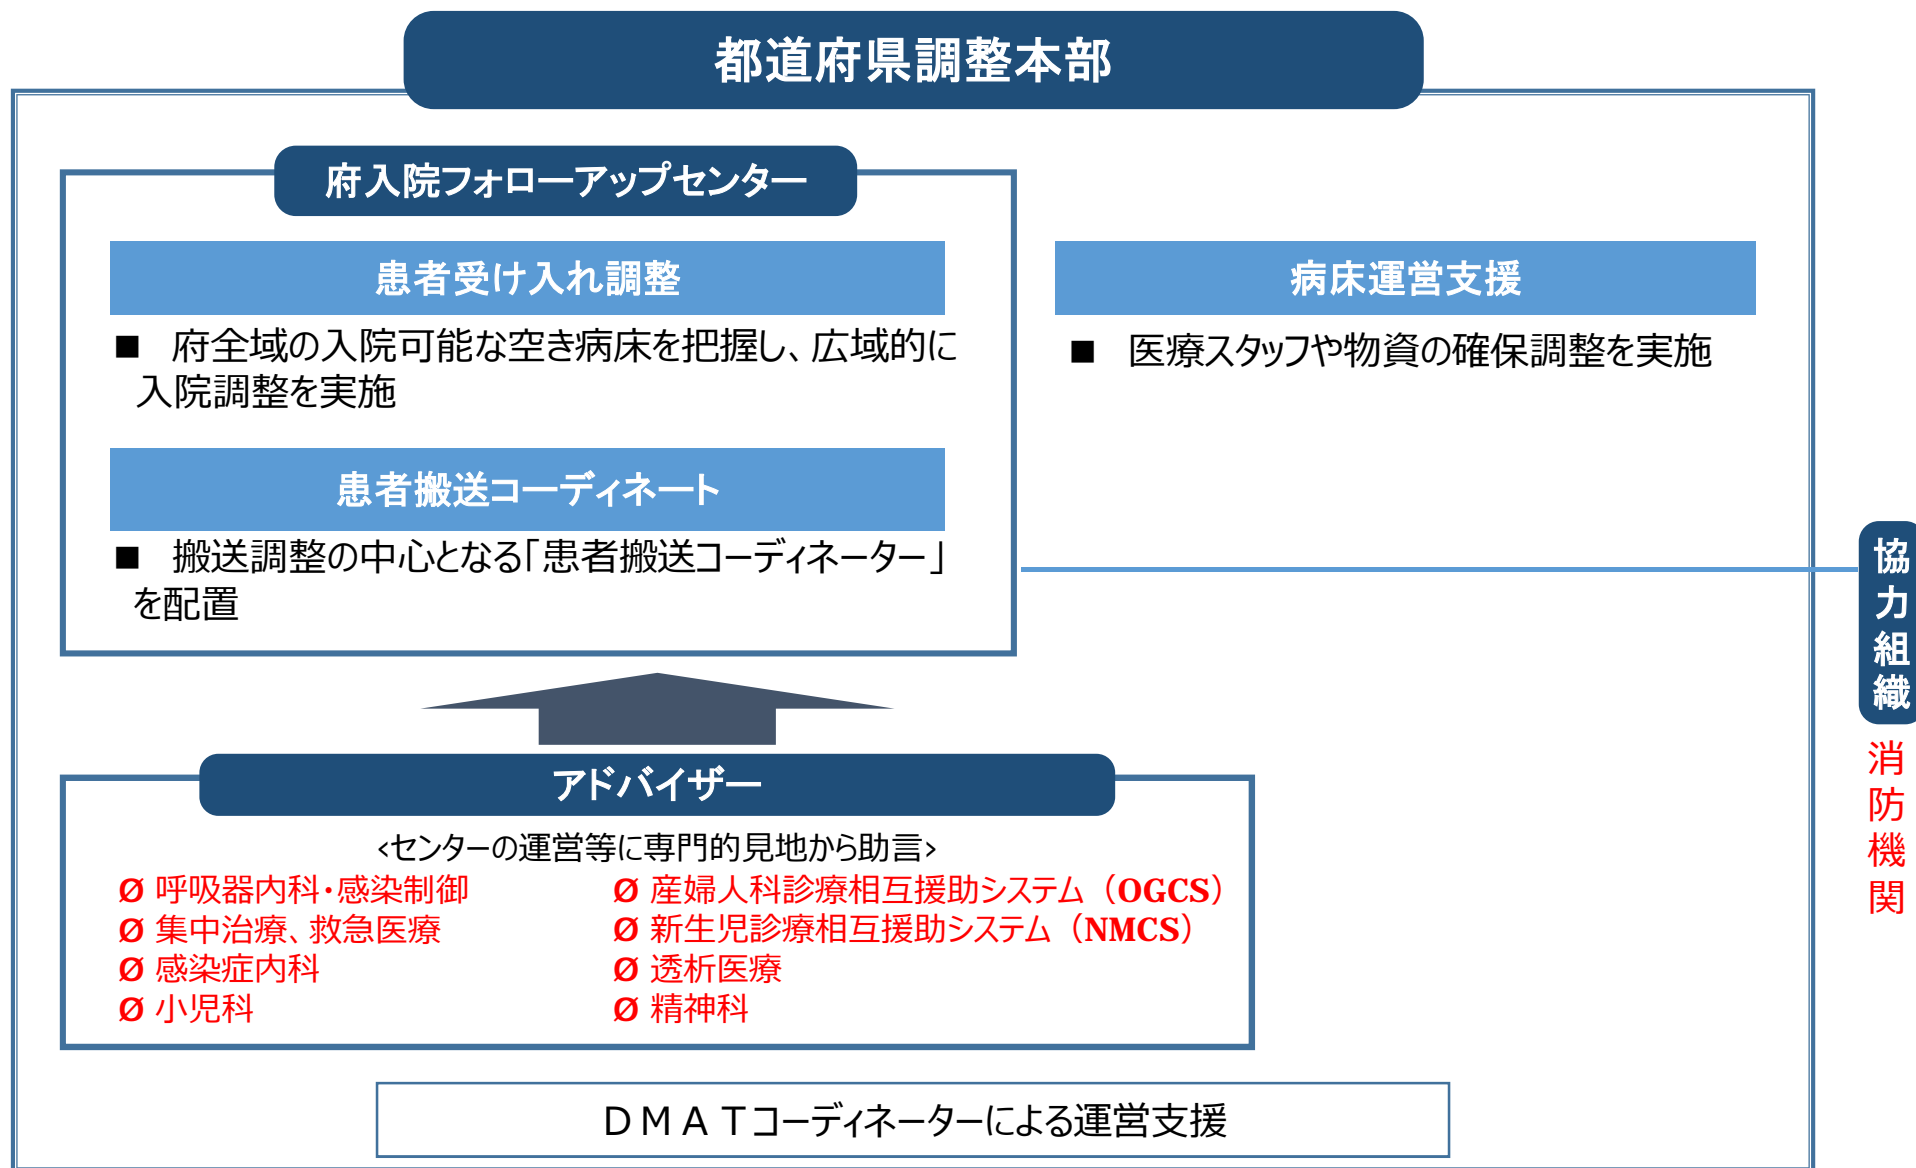 都道府県調整本部
府入院フォローアップセンター
患者受け入れ調整
■ 府全域の入院可能な空き病床を把握し、広域的に
入院調整を実施
患者搬送コーディネート
■ 搬送調整の中心となる「患者搬送コーディネーター」
を配置
病床運営支援
■ 医療スタッフや物資の確保調整を実施
協力組織
消防機関
アドバイザー
<センターの運営等に専門的見地から助言>
Ø 呼吸器内科・感染制御
Ø 集中治療、救急医療
Ø 感染症内科
Ø 小児科
Ø 産婦人科診療相互援助システム（OGCS）
Ø 新生児診療相互援助システム（NMCS）
Ø 透析医療
Ø 精神科
ＤＭＡＴコーディネーターによる運営支援